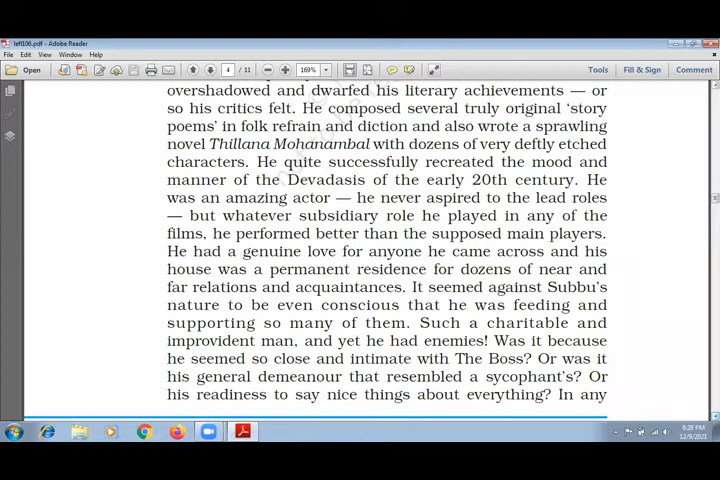 lefl106.pdf - Adobe Reader
File Edit View Window Help
Open 4 / 11 169% Tools Fill & Sign Comment
overshadowed and dwarfed his literary achievements — or
so his critics felt. He composed several truly original ‘story
poems’ in folk refrain and diction and also wrote a sprawling
novel Thillana Mohanambal with dozens of very deftly etched
characters. He quite successfully recreated the mood and
manner of the Devadasis of the early 20th century. He
was an amazing actor — he never aspired to the lead roles
— but whatever subsidiary role he played in any of the
films, he performed better than the supposed main players.
He had a genuine love for anyone he came across and his
house was a permanent residence for dozens of near and
far relations and acquaintances. It seemed against Subbu’s
nature to be even conscious that he was feeding and
supporting so many of them. Such a charitable and
improvident man, and yet he had enemies! Was it because
he seemed so close and intimate with The Boss? Or was it
his general demeanour that resembled a sycophant’s? Or
his readiness to say nice things about everything? In any
8:28 PM
12/9/2021